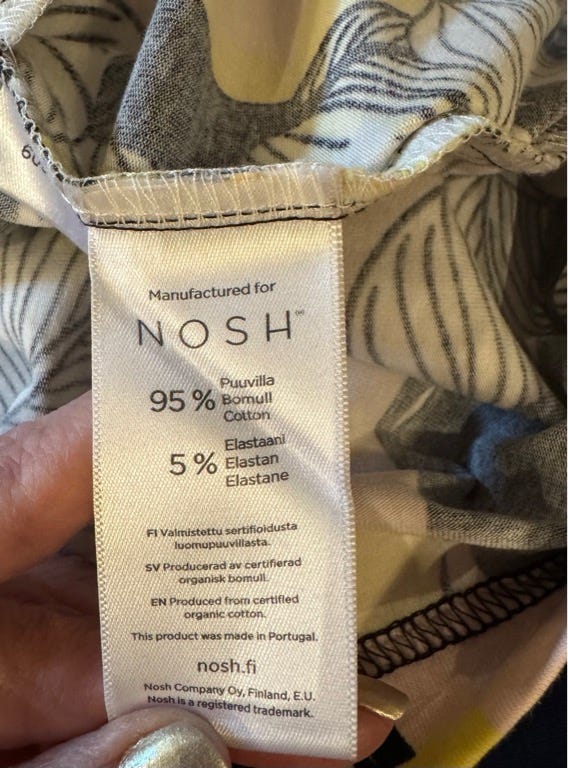 Manufactured for
NOSH™
95 % Puuvilla
Bomull
Cotton
5 % Elastaani
Elastan
Elastane
FI Valmistettu sertifioidusta
luomupuuvillasta.
SV Producerad av certifierad
organisk bomull.
EN Produced from certified
organic cotton.
This product was made in Portugal.
nosh.fi
Nosh Company Oy, Finland, E.U.
Nosh is a registered trademark.